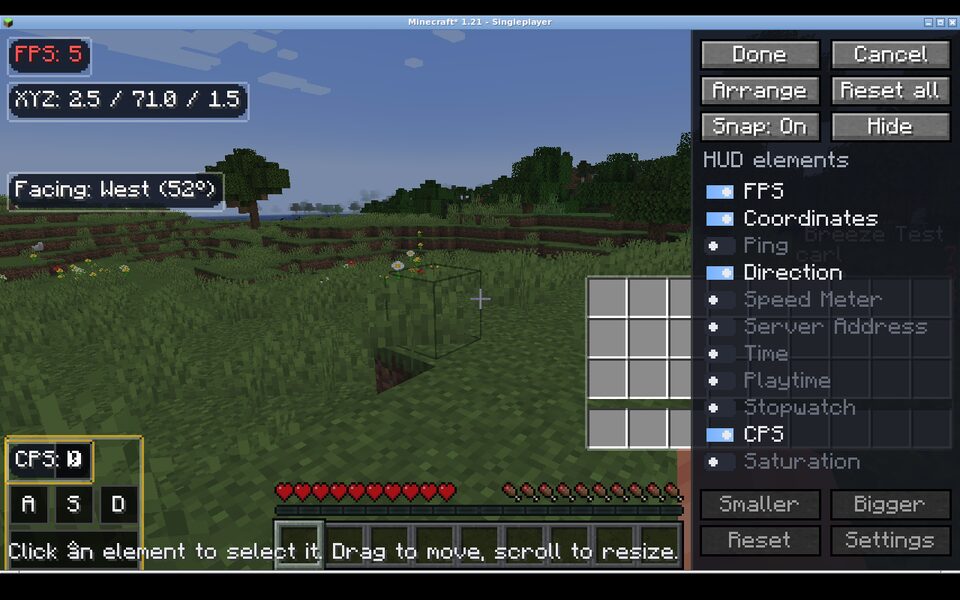 Minecraft* 1.21 - Singleplayer
FPS: 5
XYZ: 2.5 / 71.0 / 1.5
Facing: West (52°)
CPS: 0
A S D
Click an element to select it. Drag to move, scroll to resize.
Done Cancel
Arrange Reset all
Snap: On Hide
HUD elements
FPS
Coordinates
Breeze Test
Ping
carl
Direction
Speed Meter
Server Address
Time
Playtime
Stopwatch
CPS
Saturation
Smaller Bigger
Reset Settings